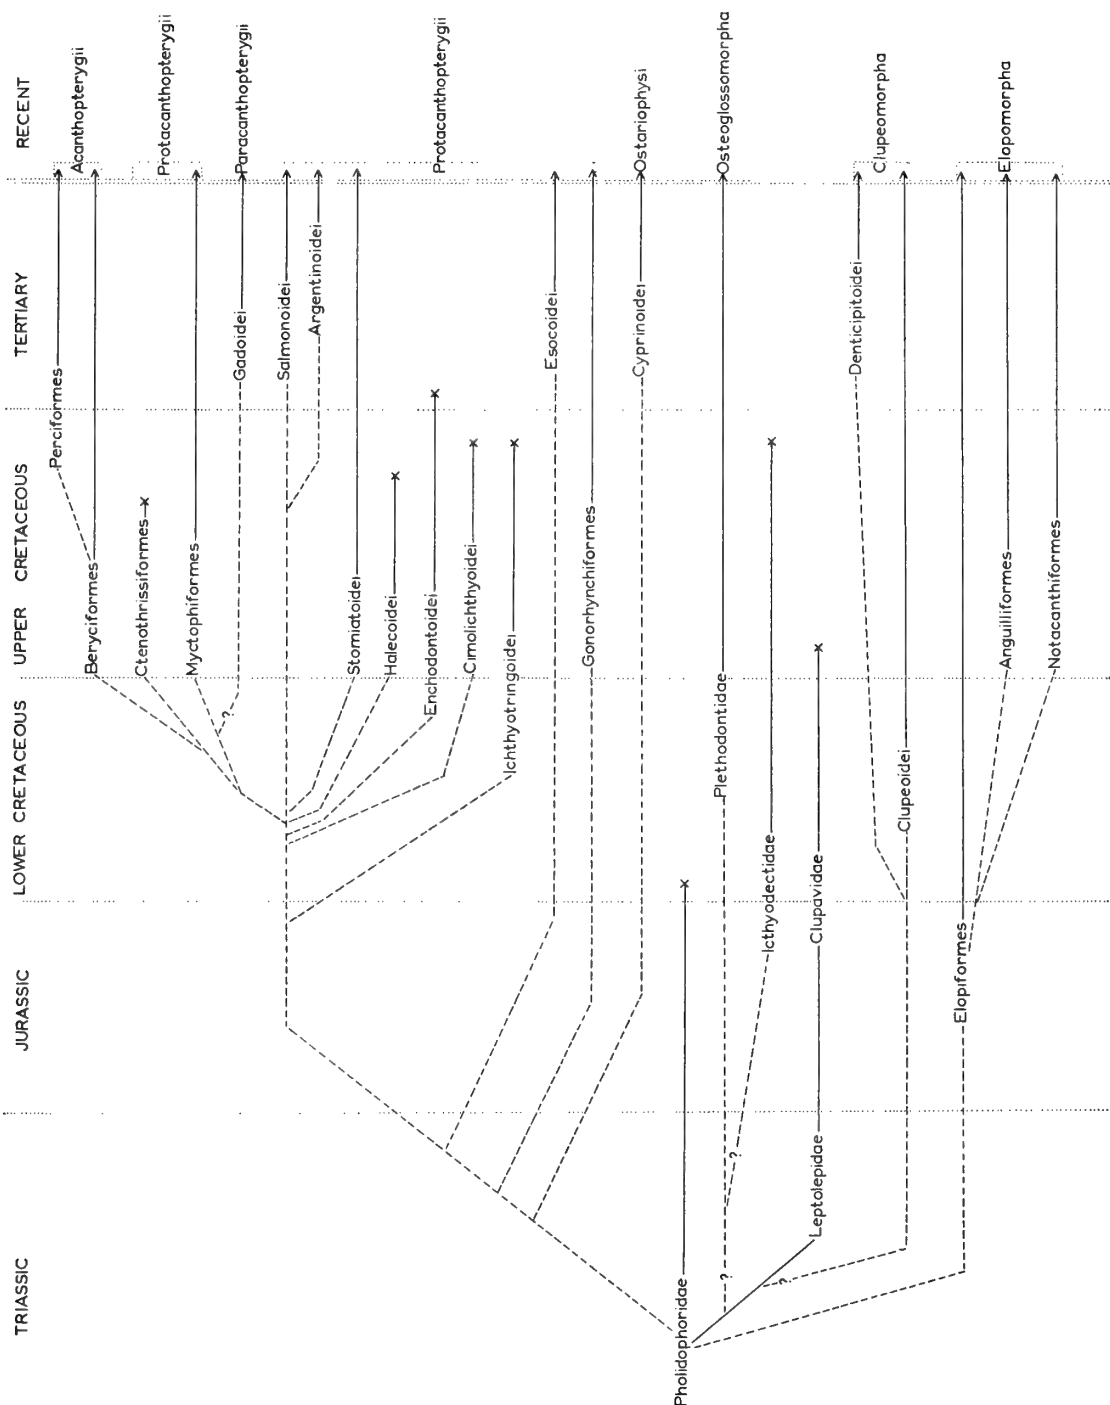 RECENT
Acanthopterygii
Protacanthopterygii
Paracanthopterygii
Protacanthopterygii
Ostariophysi
Osteoglossomorpha
Clupeomorpha
Elopomorpha
TERTIARY
Perciformes
Gadoidei
Salmonoidei
Argentinoidei
Esocoidei
Cyprinoidei
Denticipitoidei
UPPER CRETACEOUS
Beryciformes
Ctenothrissiformes
Myctophiformes
Stomiatoidei
Halecoidei
Enchodontoidei
Cimolichthyoidei
Ichthyotringoidei
Gonorhynchiformes
Anguilliformes
Notacanthiformes
LOWER CRETACEOUS
?
Plethodontidae
Icthyodectidae
Clupavidae
Clupeoidei
JURASSIC
Elopiformes
TRIASSIC
?
Leptolepidae
?
?
Pholidophoridae